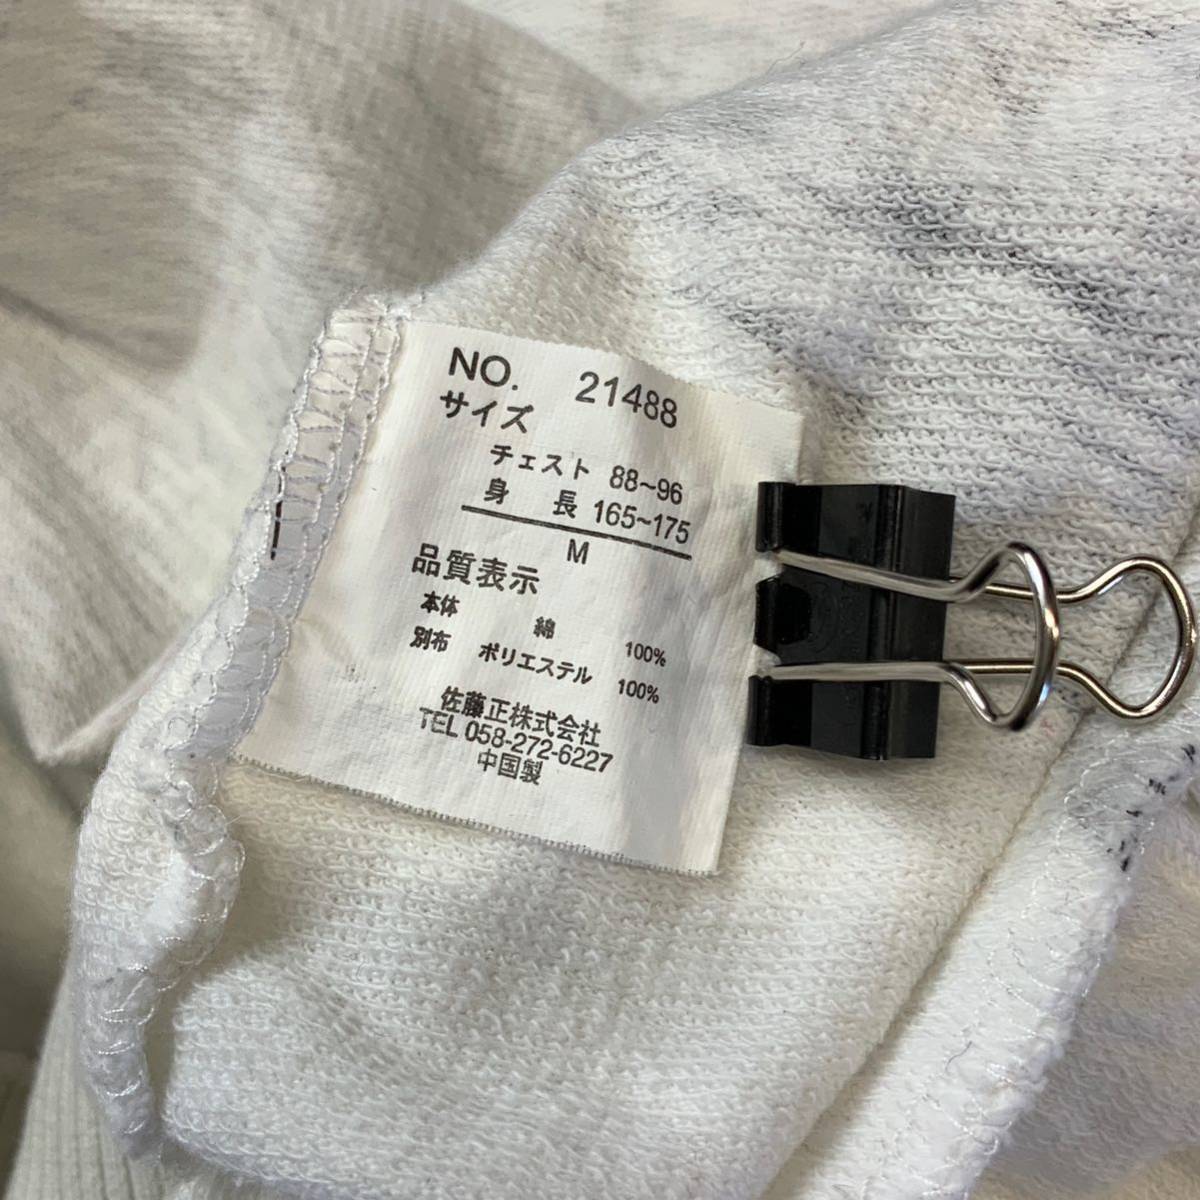 NO. 21488
サイズ
チェスト 88~96
身 長 165~175
M
品質表示
本体 綿 100%
別布 ポリエステル 100%
佐藤正株式会社
TEL 058-272-6227
中国製